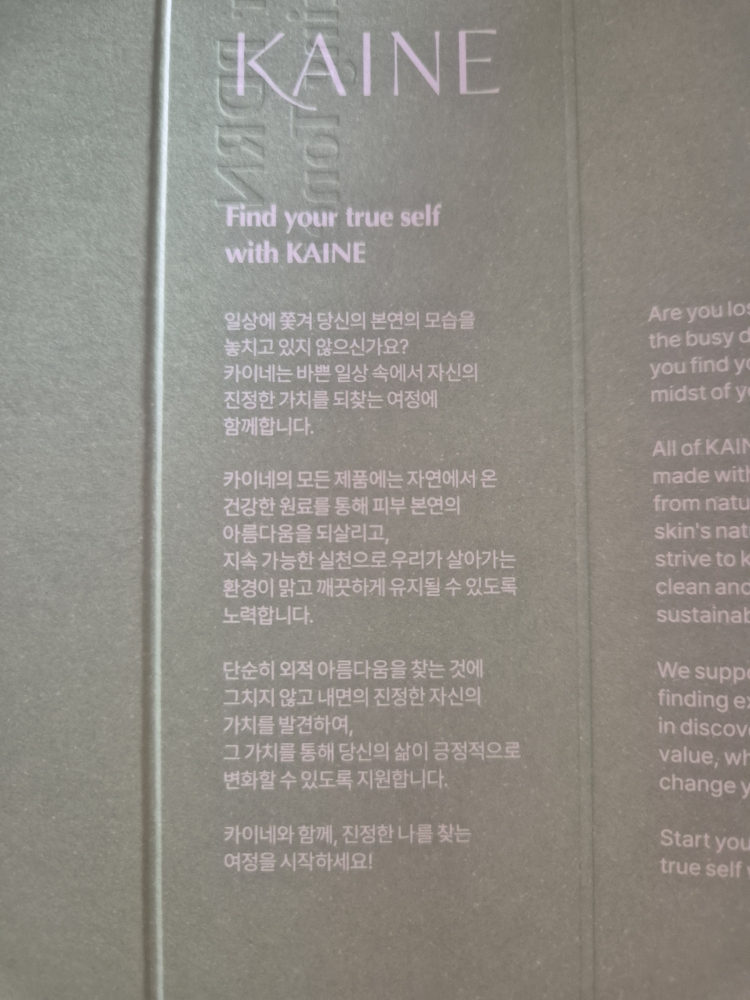 KAINE
Find your true self
with KAINE
일상에 쫓겨 당신의 본연의 모습을
놓치고 있지 않으신가요?
카이네는 바쁜 일상 속에서 자신의
진정한 가치를 되찾는 여정에
함께합니다.
카이네의 모든 제품에는 자연에서 온
건강한 원료를 통해 피부 본연의
아름다움을 되살리고,
지속 가능한 실천으로 우리가 살아가는
환경이 맑고 깨끗하게 유지될 수 있도록
노력합니다.
단순히 외적 아름다움을 찾는 것에
그치지 않고 내면의 진정한 자신의
가치를 발견하여,
그 가치를 통해 당신의 삶이 긍정적으로
변화할 수 있도록 지원합니다.
카이네와 함께, 진정한 나를 찾는
여정을 시작하세요!
Are you
the busy
you find
midst of
All of
made
from
skin's
strive to
clean
We
finding
in
value,
change
Start
true self